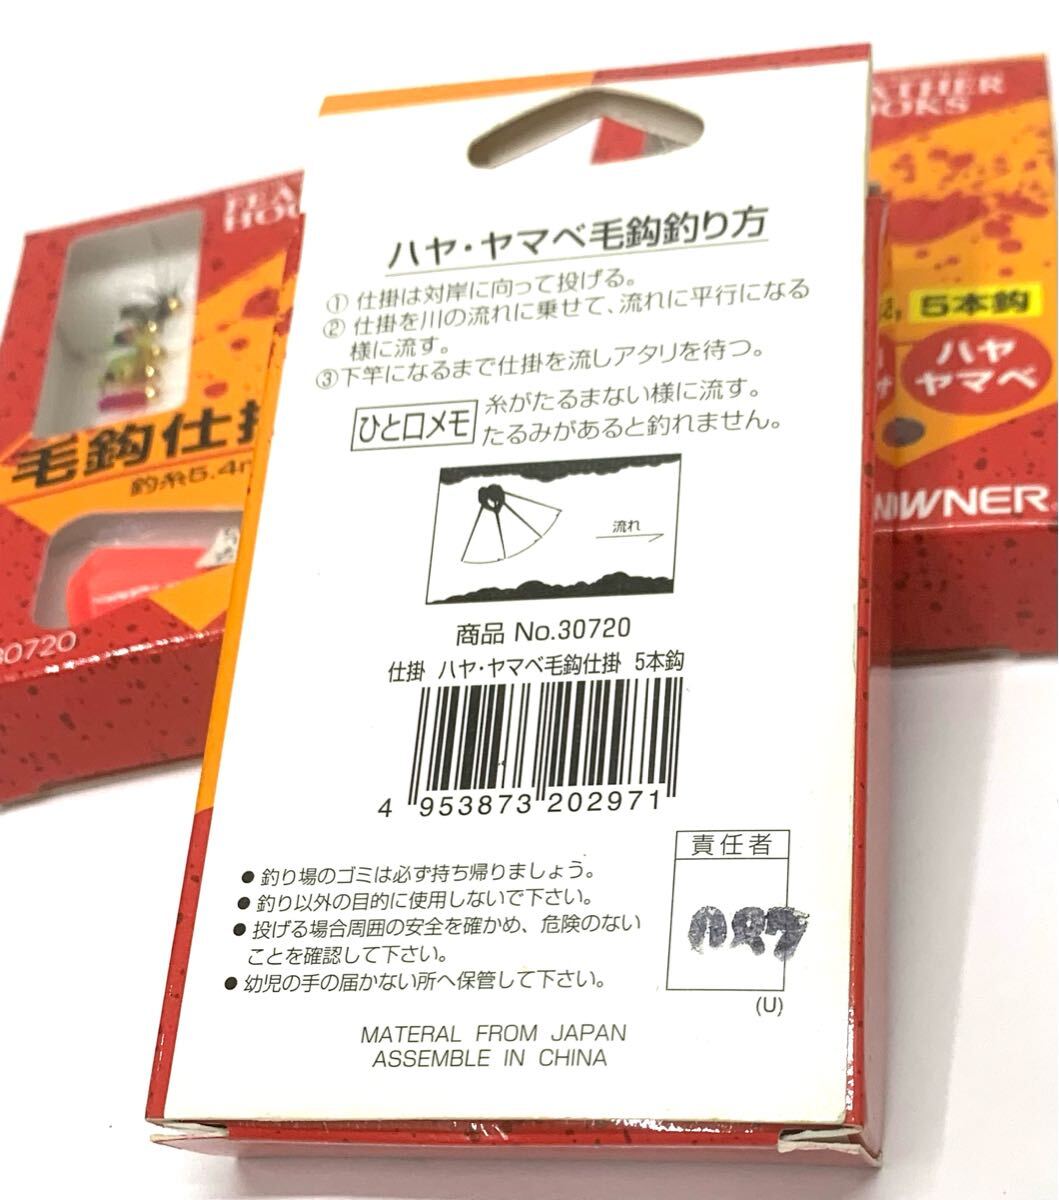 ハヤ・ヤマベ毛鈎釣り方
① 仕掛は対岸に向って投げる。
② 仕掛を川の流れに乗せて、流れに平行になる
様に流す。
③下竿になるまで仕掛を流しアタリを待つ。
ひと口メモ
糸がたるまない様に流す。
たるみがあると釣れません。
流れ
商品 No.30720
仕掛 ハヤ・ヤマベ毛鈎仕掛 5本鈎
4 953873 202971
責任者
● 釣り場のゴミは必ず持ち帰りましょう。
● 釣り以外の目的に使用しないで下さい。
● 投げる場合周囲の安全を確かめ、危険のない
ことを確認して下さい。
● 幼児の手の届かない所へ保管して下さい。
(U)
MATERAL FROM JAPAN
ASSEMBLE IN CHINA
FEA
HOO
毛鈎仕掛
釣糸5.4m
30720
ATHER
OOKS
5本鈎
ハヤ
ヤマベ
OWNER